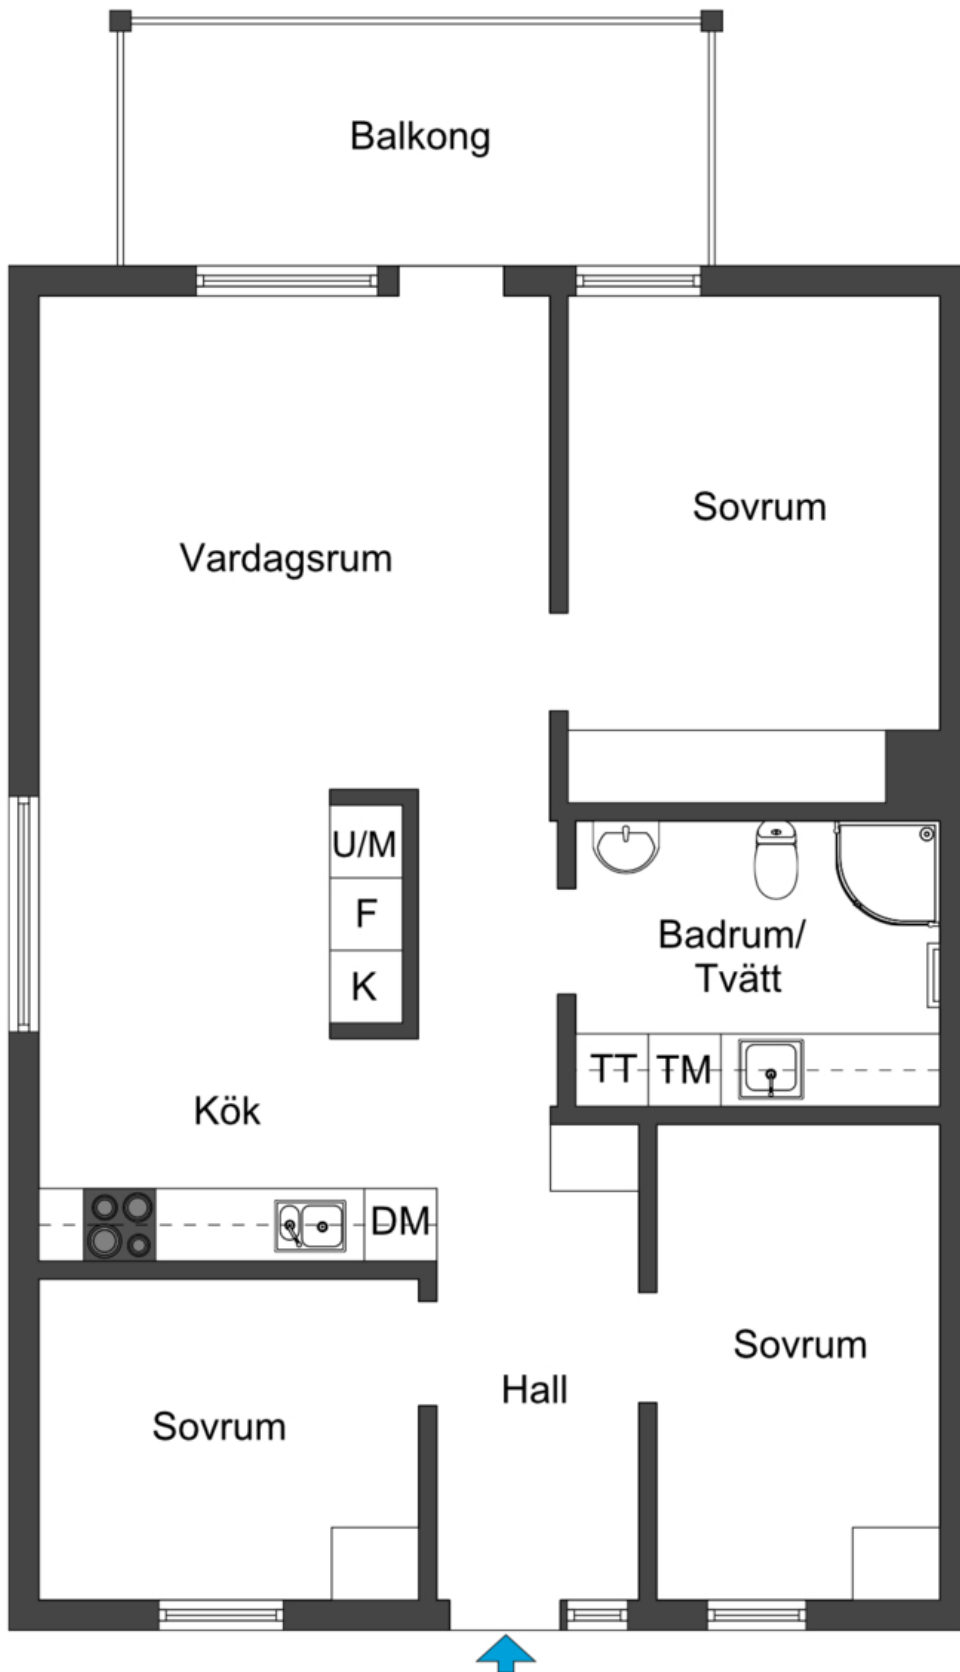 Balkong
Sovrum
Vardagsrum
U/M
F
K
Badrum/
Tvätt
TT TM
Kök
DM
Sovrum
Hall
Sovrum